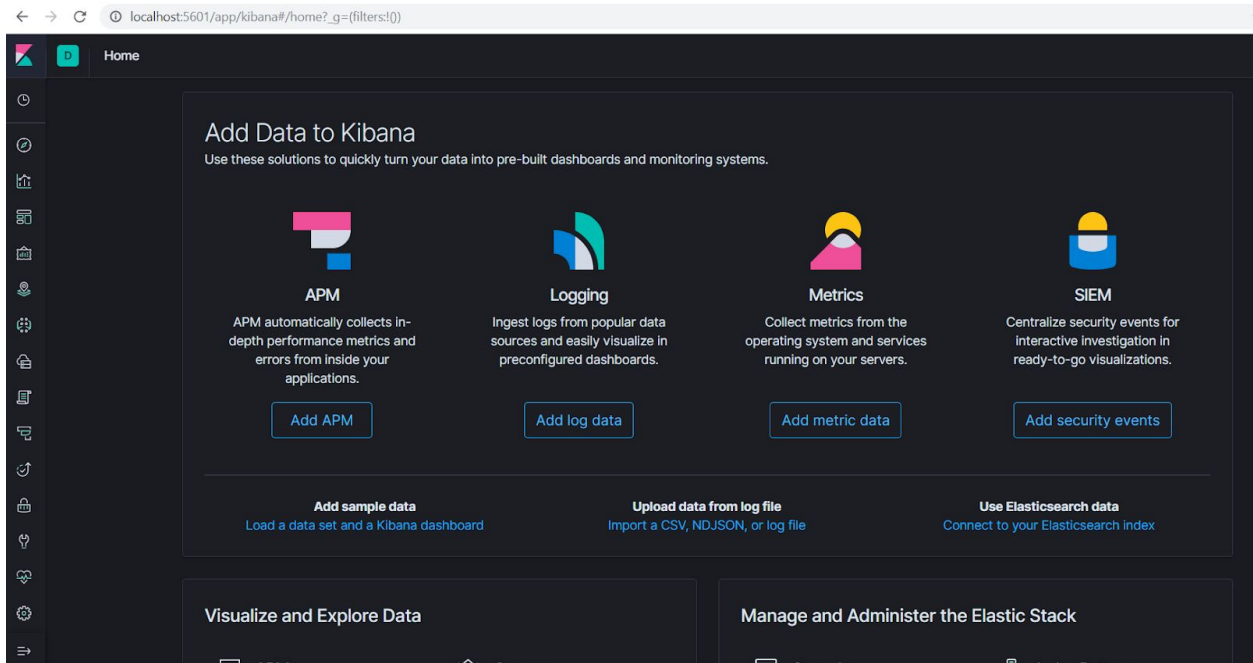 localhost:5601/app/kibana#/home?_g=(filters:!())
D
Home
Add Data to Kibana
Use these solutions to quickly turn your data into pre-built dashboards and monitoring systems.
APM
APM automatically collects in-
depth performance metrics and
errors from inside your
applications.
Add APM
Logging
Ingest logs from popular data
sources and easily visualize in
preconfigured dashboards.
Add log data
Metrics
Collect metrics from the
operating system and services
running on your servers.
Add metric data
SIEM
Centralize security events for
interactive investigation in
ready-to-go visualizations.
Add security events
Add sample data
Load a data set and a Kibana dashboard
Upload data from log file
Import a CSV, NDJSON, or log file
Use Elasticsearch data
Connect to your Elasticsearch index
Visualize and Explore Data
Manage and Administer the Elastic Stack